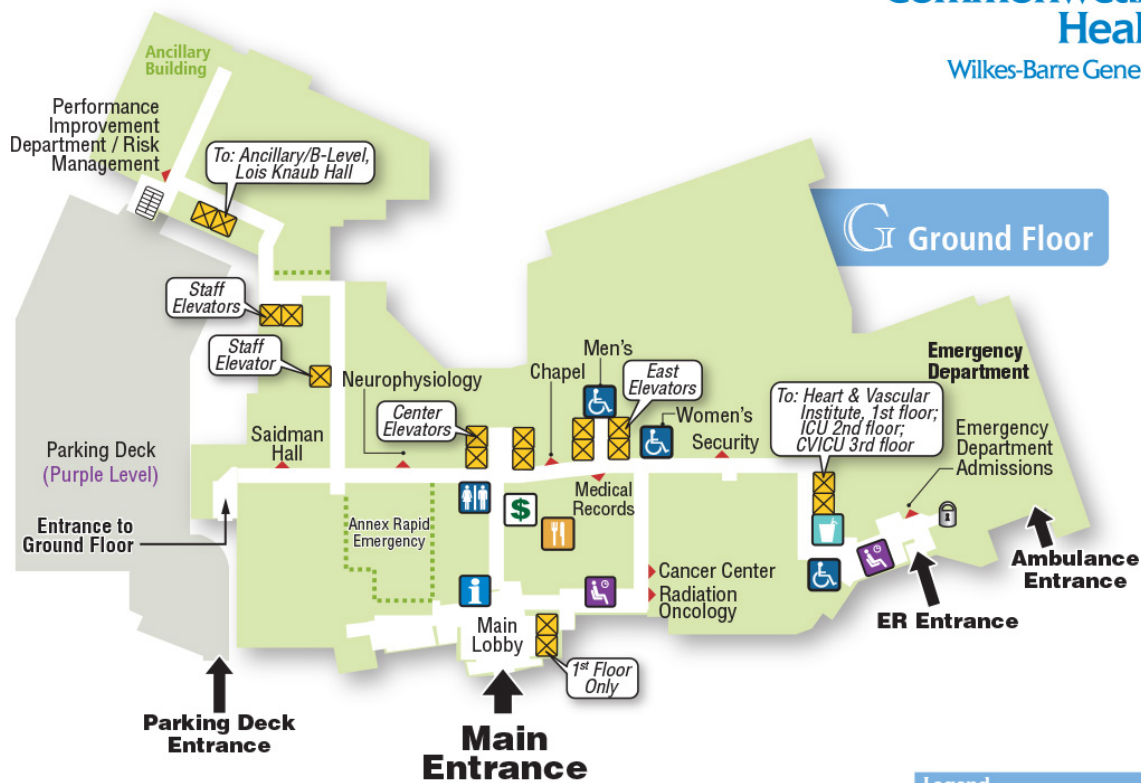 Wilkes-Barre Gene
Ancillary
Building
Performance
Improvement
Department / Risk
Management
To: Ancillary/B-Level,
Lois Knaub Hall
G Ground Floor
Staff
Elevators
Staff
Elevator
Neurophysiology
Center
Elevators
Chapel
Men's
East
Elevators
Women's
Security
Emergency
Department
To: Heart & Vascular
Institute, 1st floor;
ICU 2nd floor;
CVICU 3rd floor
Emergency
Department
Admissions
Saidman
Hall
Parking Deck
(Purple Level)
Entrance to
Ground Floor
Annex Rapid
Emergency
$
Medical
Records
Cancer Center
Radiation
Oncology
i
Main
Lobby
1st Floor
Only
Ambulance
Entrance
ER Entrance
Parking Deck
Entrance
Main
Entrance
Legend